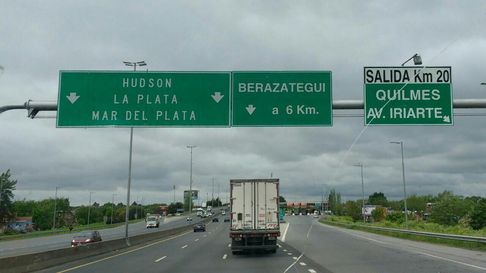 HUDSON
LA PLATA
MAR DEL PLATA
BERAZATEGUI
a 6 Km.
SALIDA Km 20
QUILMES
AV. IRIARTE